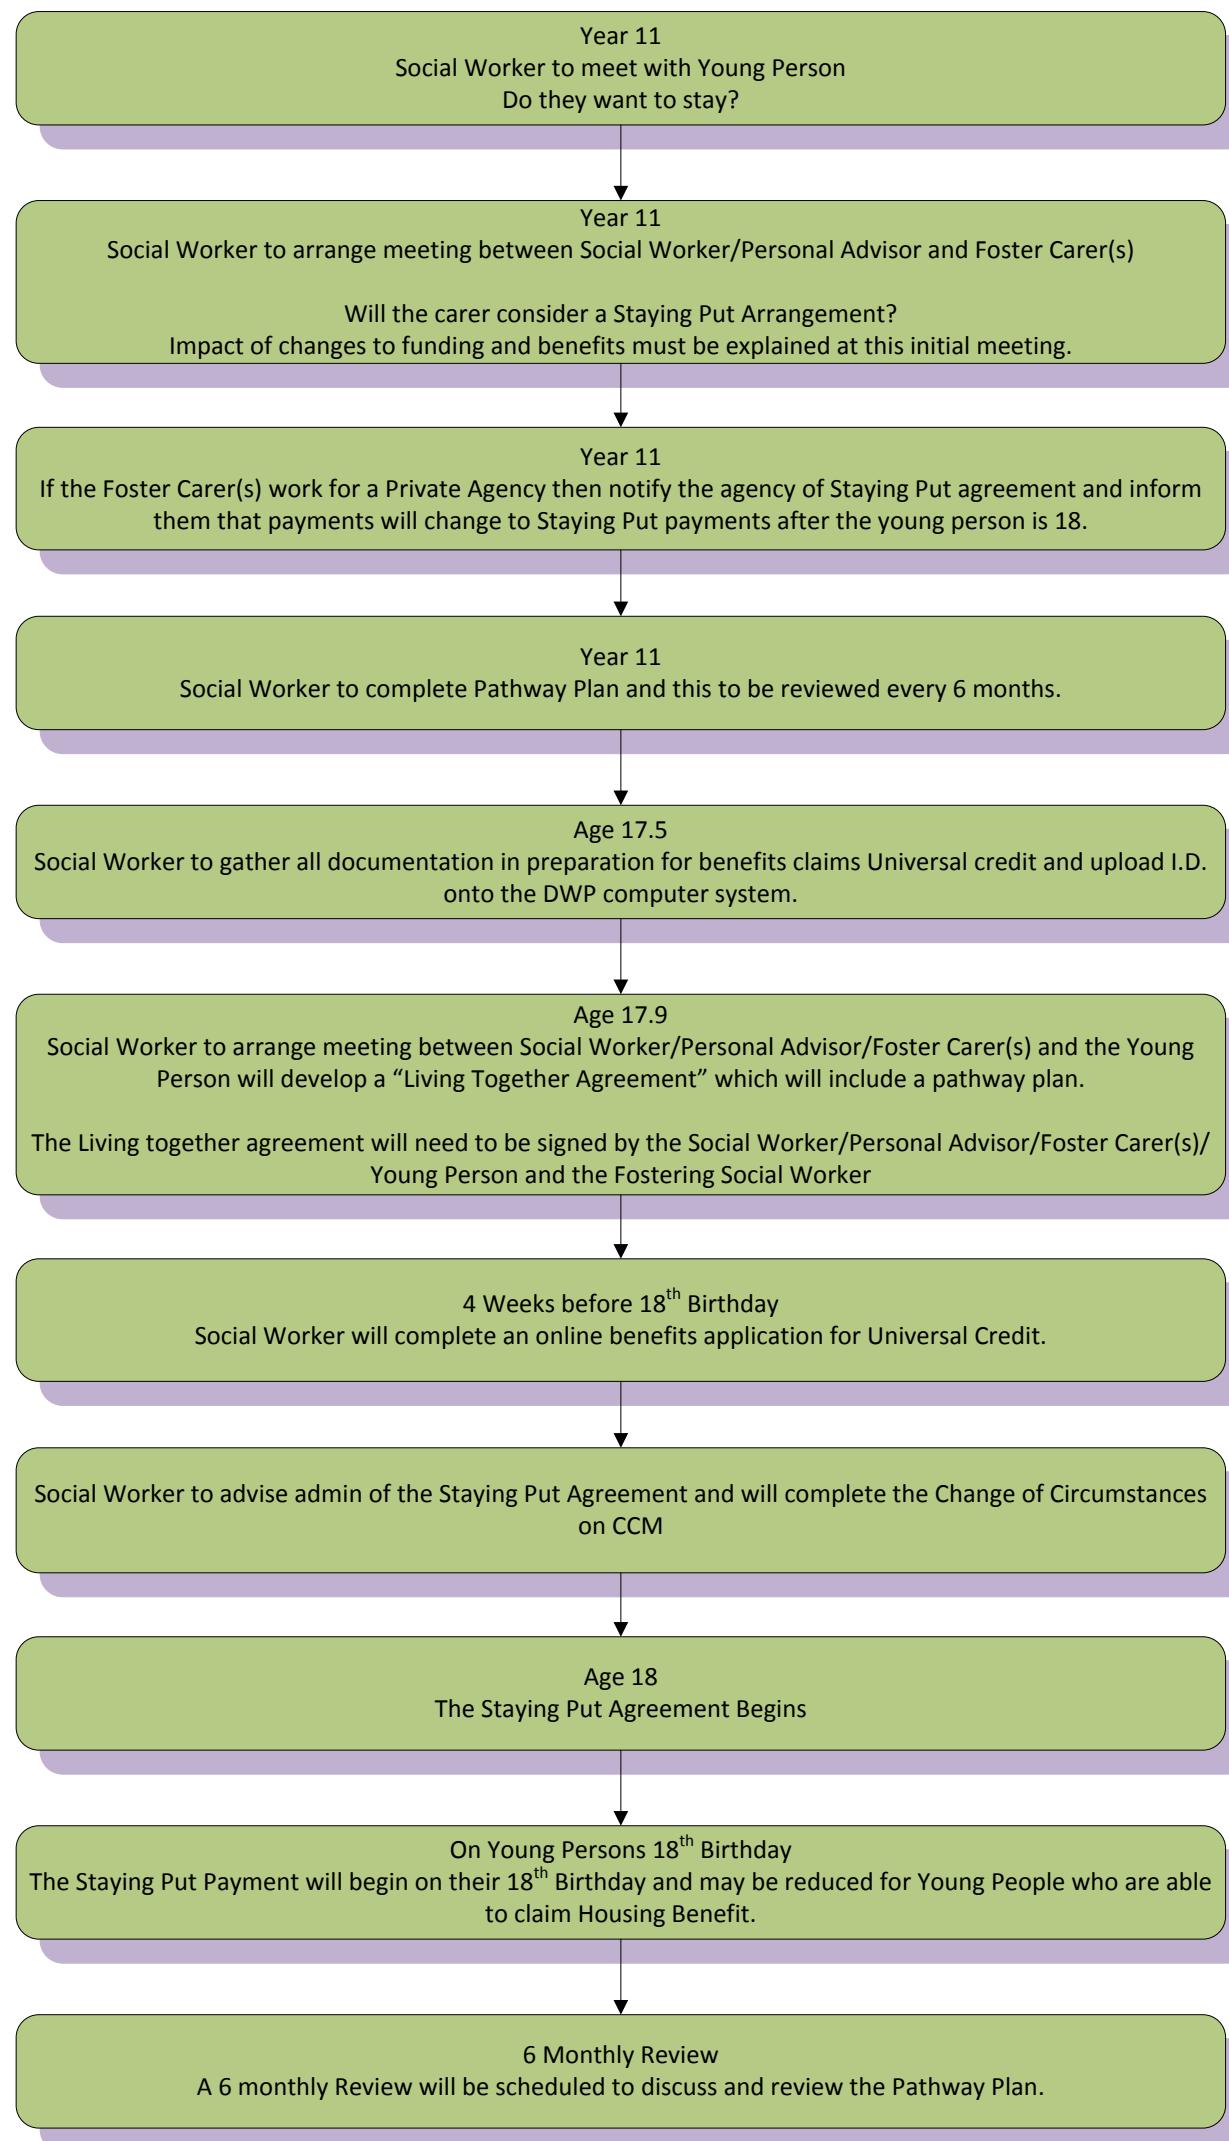 Year 11
Social Worker to meet with Young Person
Do they want to stay?
Year 11
Social Worker to arrange meeting between Social Worker/Personal Advisor and Foster Carer(s)
Will the carer consider a Staying Put Arrangement?
Impact of changes to funding and benefits must be explained at this initial meeting.
Year 11
If the Foster Carer(s) work for a Private Agency then notify the agency of Staying Put agreement and inform
them that payments will change to Staying Put payments after the young person is 18.
Year 11
Social Worker to complete Pathway Plan and this to be reviewed every 6 months.
Age 17.5
Social Worker to gather all documentation in preparation for benefits claims Universal credit and upload I.D.
onto the DWP computer system.
Age 17.9
Social Worker to arrange meeting between Social Worker/Personal Advisor/Foster Carer(s) and the Young
Person will develop a “Living Together Agreement” which will include a pathway plan.
The Living together agreement will need to be signed by the Social Worker/Personal Advisor/Foster Carer(s)/
Young Person and the Fostering Social Worker
4 Weeks before 18th Birthday
Social Worker will complete an online benefits application for Universal Credit.
Social Worker to advise admin of the Staying Put Agreement and will complete the Change of Circumstances
on CCM
Age 18
The Staying Put Agreement Begins
On Young Persons 18th Birthday
The Staying Put Payment will begin on their 18th Birthday and may be reduced for Young People who are able
to claim Housing Benefit.
6 Monthly Review
A 6 monthly Review will be scheduled to discuss and review the Pathway Plan.